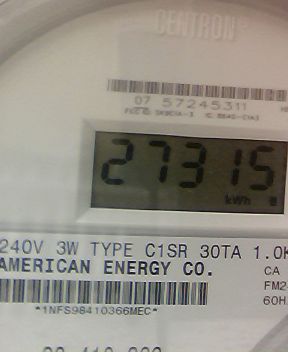 CENTRON®
07 57245311
27315
kWh
240V 3W TYPE C1SR 30TA 1.0K
AMERICAN ENERGY CO.
CA
FM2
60H
*1NFS98410366MEC*